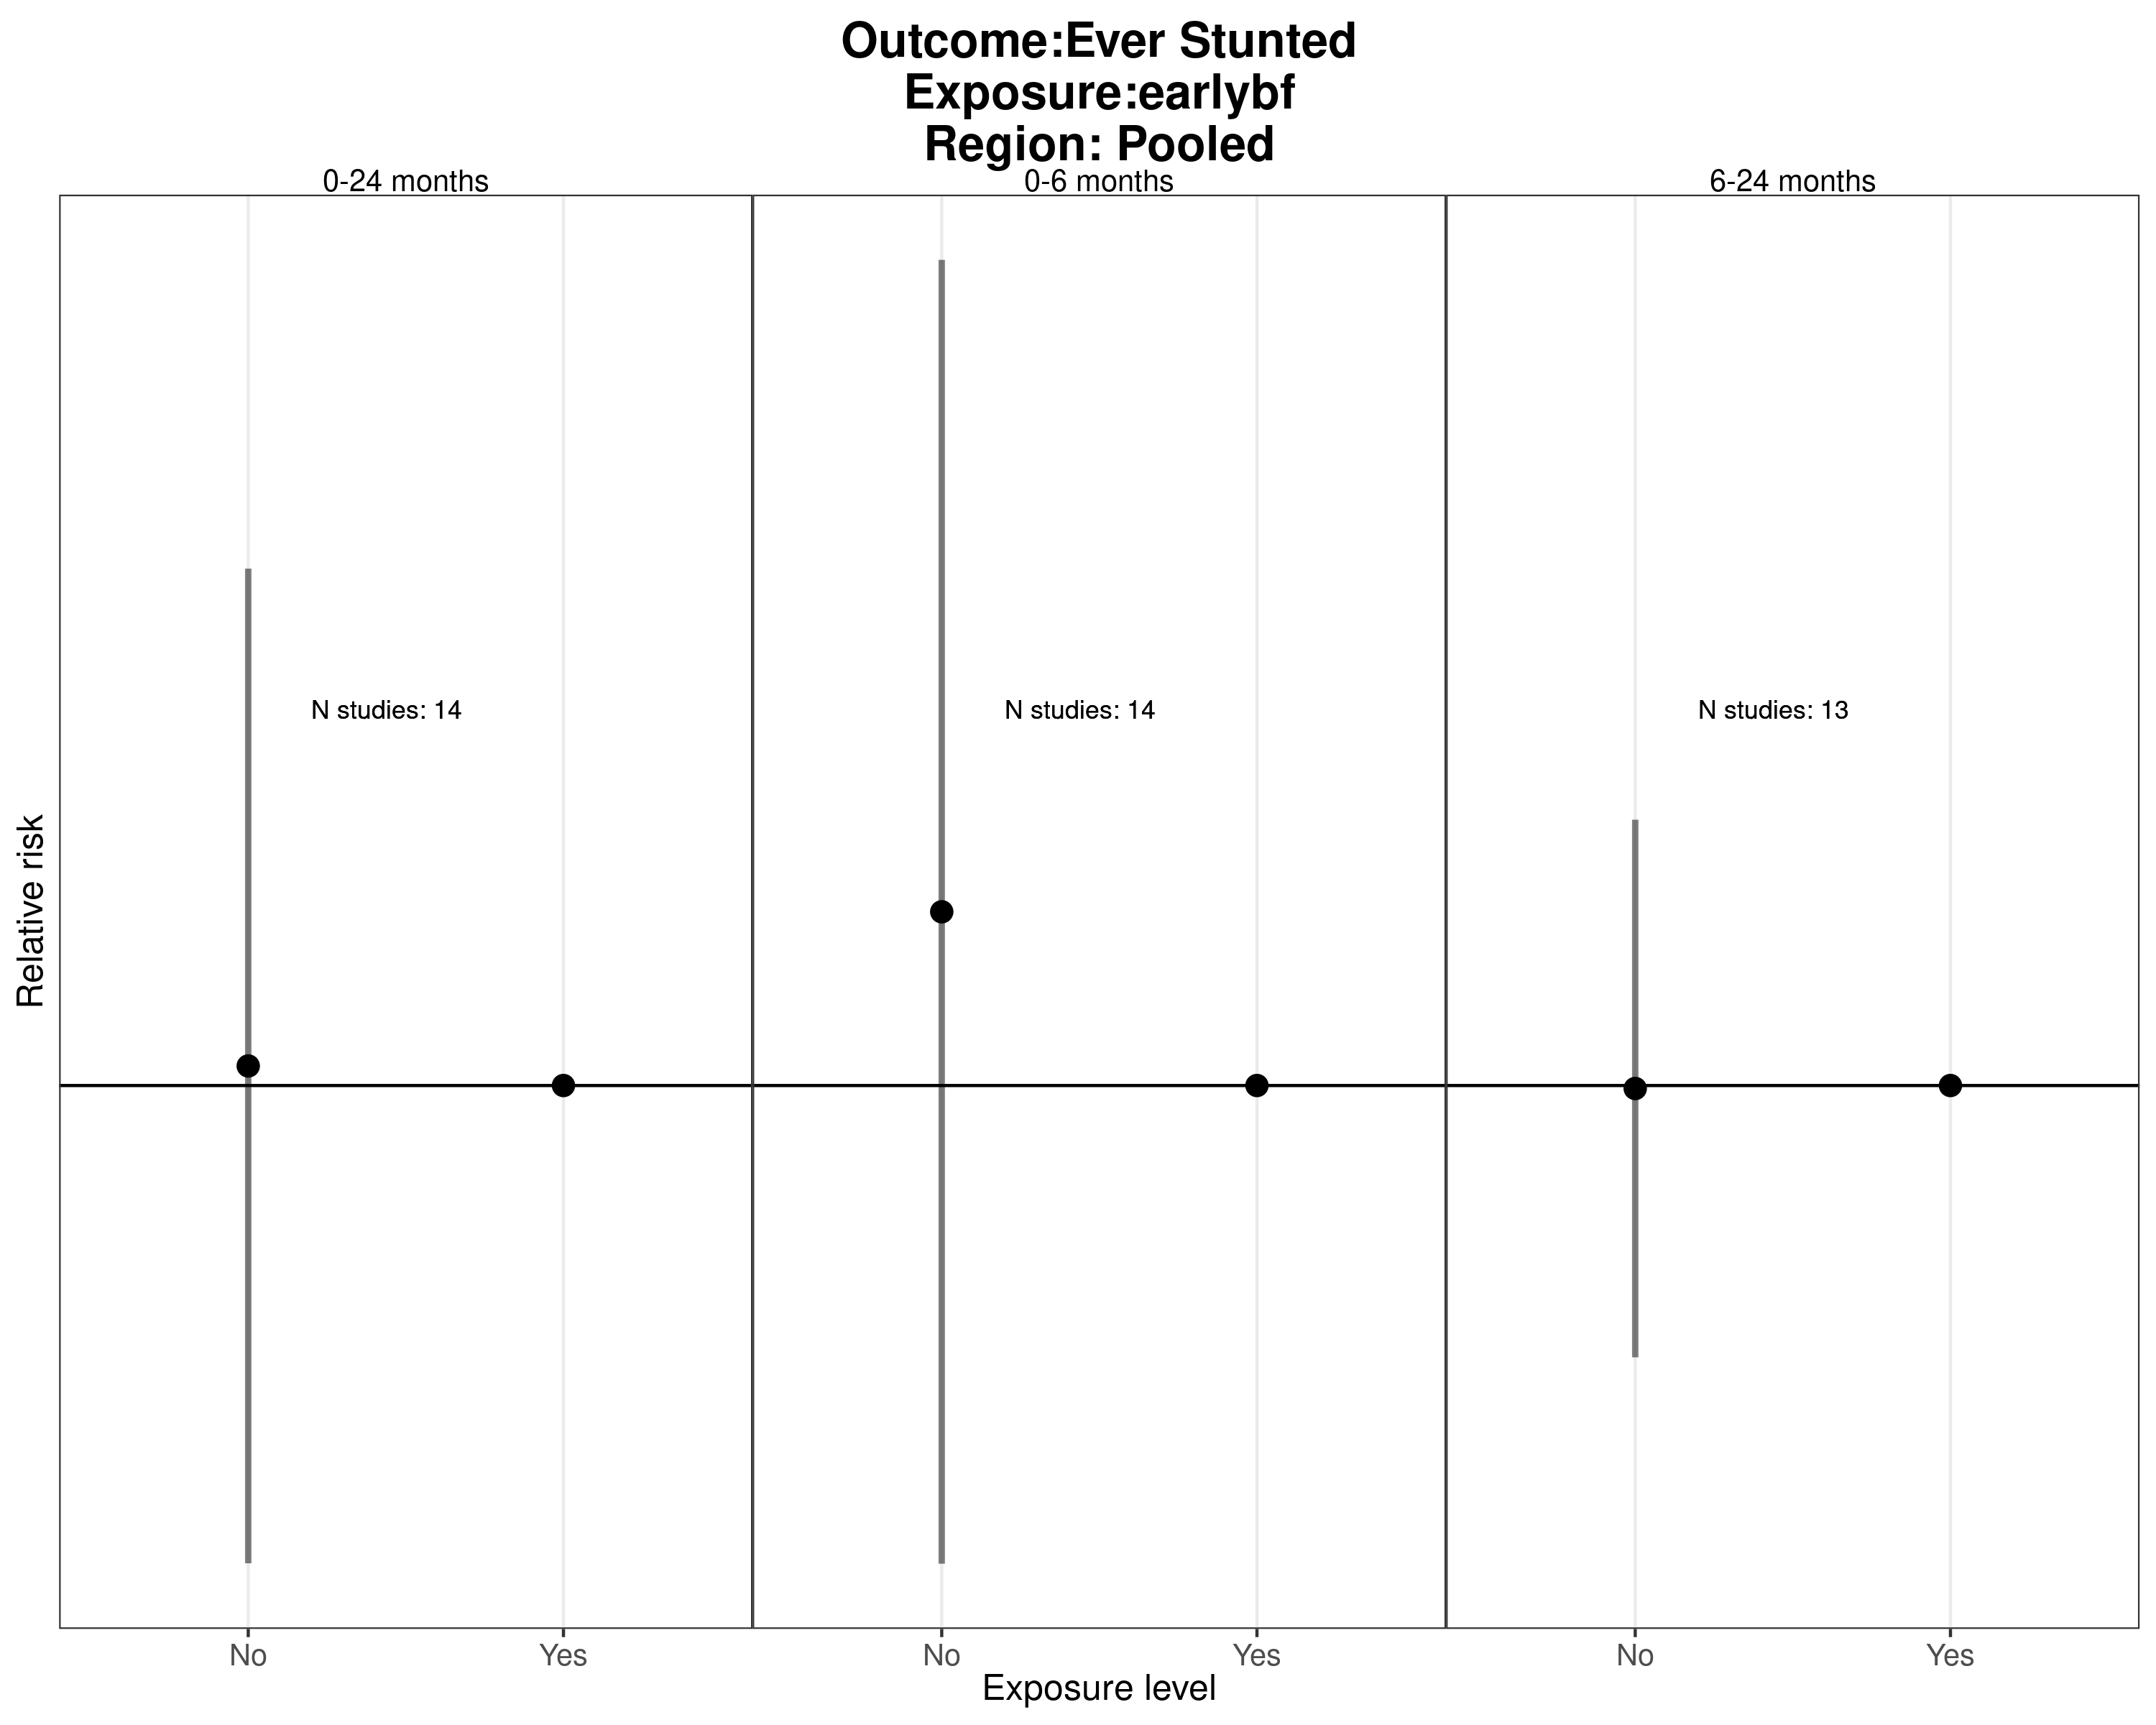 Outcome:Ever Stunted
Exposure:earlybf
Region: Pooled
0-24 months
0-6 months
6-24 months
N studies: 14
N studies: 14
N studies: 13
Relative risk
No
Yes
No
Yes
No
Yes
Exposure level